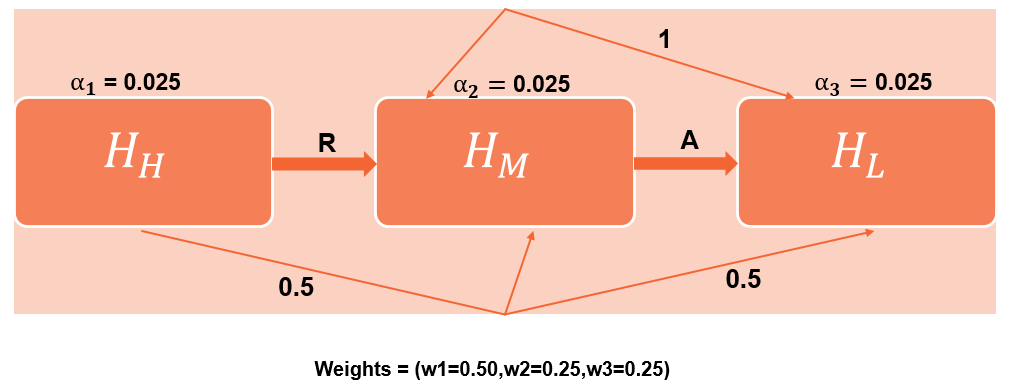 1
α₁ = 0.025
α₂ = 0.025
α₃ = 0.025
R
A
H_H
H_M
H_L
0.5
0.5
Weights = (w1=0.50,w2=0.25,w3=0.25)